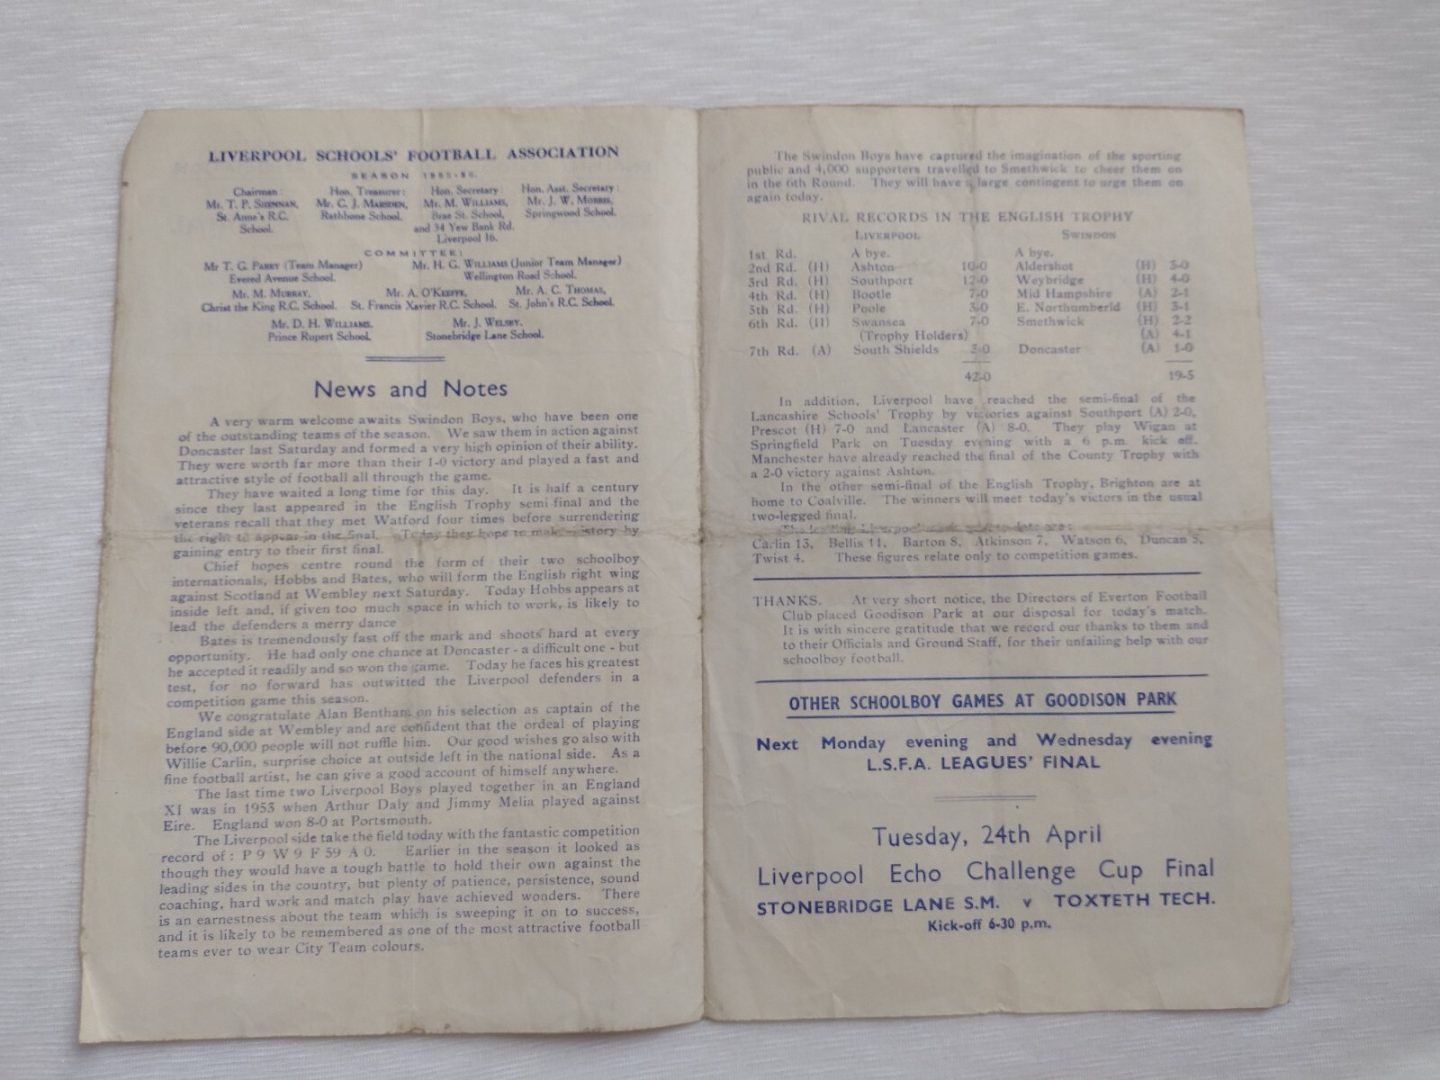 LIVERPOOL SCHOOLS' FOOTBALL ASSOCIATION
SEASON 1955-56.
Chairman : Hon. Treasurer : Hon. Secretary : Hon. Asst. Secretary :
Mr. T. P. SHENNAN, Mr. C. J. MARSDEN, Mr. M. WILLIAMS, Mr. J. W. MORRIS,
St. Anne's R.C. Rathbone School, Brae St. School, Springwood School.
School. and 34 Yew Bank Rd.
Liverpool 16.
COMMITTEE:
Mr T. G. PARRY (Team Manager) Mr. H. G. WILLIAMS (Junior Team Manager)
Evered Avenue School. Wellington Road School.
Mr. M. MURRAY, Mr. A. O'KEEFFE, Mr. A. C. THOMAS,
Christ the King R.C. School. St. Francis Xavier R.C. School. St. John's R.C. School.
Mr. D. H. WILLIAMS, Mr. J. WELSBY,
Prince Rupert School. Stonebridge Lane School.
News and Notes
A very warm welcome awaits Swindon Boys, who have been one
of the outstanding teams of the season. We saw them in action against
Doncaster last Saturday and formed a very high opinion of their ability.
They were worth far more than their 1-0 victory and played a fast and
attractive style of football all through the game.
They have waited a long time for this day. It is half a century
since they last appeared in the English Trophy semi final and the
veterans recall that they met Watford four times before surrendering
the right to appear in the final. Today they hope to make history by
gaining entry to their first final.
Chief hopes centre round the form of their two schoolboy
internationals, Hobbs and Bates, who will form the English right wing
against Scotland at Wembley next Saturday. Today Hobbs appears at
inside left and, if given too much space in which to work, is likely to
lead the defenders a merry dance
Bates is tremendously fast off the mark and shoots hard at every
opportunity. He had only one chance at Doncaster - a difficult one - but
he accepted it readily and so won the game. Today he faces his greatest
test, for no forward has outwitted the Liverpool defenders in a
competition game this season.
We congratulate Alan Bentham on his selection as captain of the
England side at Wembley and are confident that the ordeal of playing
before 90,000 people will not ruffle him. Our good wishes go also with
Willie Carlin, surprise choice at outside left in the national side. As a
fine football artist, he can give a good account of himself anywhere.
The last time two Liverpool Boys played together in an England
XI was in 1953 when Arthur Daly and Jimmy Melia played against
Eire. England won 8-0 at Portsmouth.
The Liverpool side take the field today with the fantastic competition
record of : P 9 W 9 F 59 A 0. Earlier in the season it looked as
though they would have a tough battle to hold their own against the
leading sides in the country, but plenty of patience, persistence, sound
coaching, hard work and match play have achieved wonders. There
is an earnestness about the team which is sweeping it on to success,
and it is likely to be remembered as one of the most attractive football
teams ever to wear City Team colours.
The Swindon Boys have captured the imagination of the sporting
public and 4,000 supporters travelled to Smethwick to cheer them on
in the 6th Round. They will have a large contingent to urge them on
again today.
RIVAL RECORDS IN THE ENGLISH TROPHY
LIVERPOOL SWINDON
1st Rd. A bye. A bye.
2nd Rd. (H) Ashton 10-0 Aldershot (H) 5-0
3rd Rd. (H) Southport 12-0 Weybridge (H) 4-0
4th Rd. (H) Bootle 7-0 Mid Hampshire (A) 2-1
5th Rd. (H) Poole 3-0 E. Northumberld (H) 3-1
6th Rd. (H) Swansea 7-0 Smethwick (H) 2-2
(Trophy Holders) (A) 4-1
7th Rd. (A) South Shields 3-0 Doncaster (A) 1-0
42-0 19-5
In addition, Liverpool have reached the semi-final of the
Lancashire Schools' Trophy by victories against Southport (A) 2-0,
Prescot (H) 7-0 and Lancaster (A) 8-0. They play Wigan at
Springfield Park on Tuesday evening with a 6 p.m. kick off.
Manchester have already reached the final of the County Trophy with
a 2-0 victory against Ashton.
In the other semi-final of the English Trophy, Brighton are at
home to Coalville. The winners will meet today's victors in the usual
two-legged final.
The Liverpool
Carlin 13, Bellis 11, Barton 8, Atkinson 7, Watson 6, Duncan 5,
Twist 4. These figures relate only to competition games.
THANKS. At very short notice, the Directors of Everton Football
Club placed Goodison Park at our disposal for today's match.
It is with sincere gratitude that we record our thanks to them and
to their Officials and Ground Staff, for their unfailing help with our
schoolboy football.
OTHER SCHOOLBOY GAMES AT GOODISON PARK
Next Monday evening and Wednesday evening
L.S.F.A. LEAGUES' FINAL
Tuesday, 24th April
Liverpool Echo Challenge Cup Final
STONEBRIDGE LANE S.M. v TOXTETH TECH.
Kick-off 6-30 p.m.